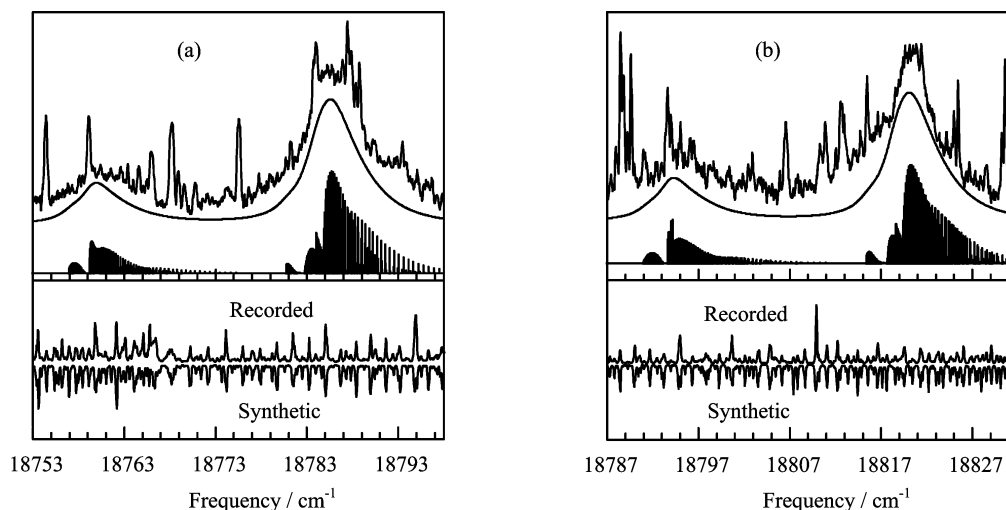 (a)
(b)
Recorded
Synthetic
Recorded
Synthetic
18753 18763 18773 18783 18793
18787 18797 18807 18817 18827
Frequency / cm-1
Frequency / cm-1